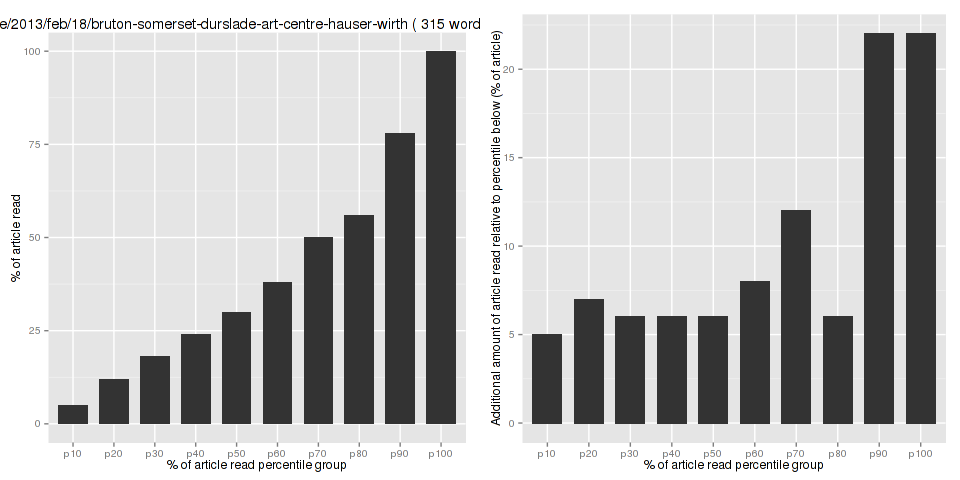 e/2013/feb/18/bruton-somerset-durslade-art-centre-hauser-wirth ( 315 word
% of article read
100
75
50
25
0
p10 p20 p30 p40 p50 p60 p70 p80 p90 p100
% of article read percentile group
Additional amount of article read relative to percentile below (% of article)
20
15
10
5
0
p10 p20 p30 p40 p50 p60 p70 p80 p90 p100
% of article read percentile group